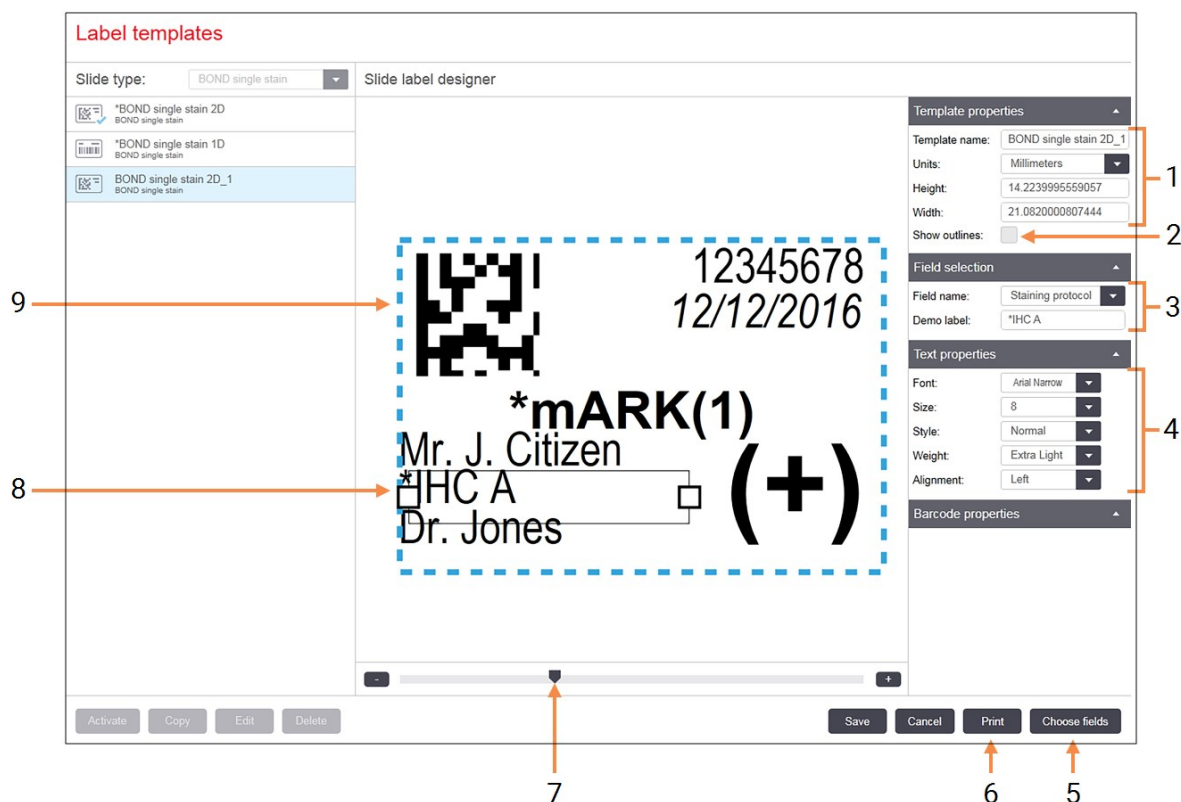 Label templates
Slide type: BOND single stain
Slide label designer
*BOND single stain 2D
BOND single stain
*BOND single stain 1D
BOND single stain
BOND single stain 2D_1
BOND single stain
12345678
12/12/2016
*mARK(1)
Mr. J. Citizen
*IHC A
Dr. Jones
(+)
- +
Template properties
Template name: BOND single stain 2D_1
Units: Millimeters
Height: 14.2239995559057
Width: 21.0820000807444
Show outlines:
Field selection
Field name: Staining protocol
Demo label: *IHC A
Text properties
Font: Arial Narrow
Size: 8
Style: Normal
Weight: Extra Light
Alignment: Left
Barcode properties
Activate Copy Edit Delete
Save Cancel Print Choose fields
1
2
3
4
9
8
7
6
5